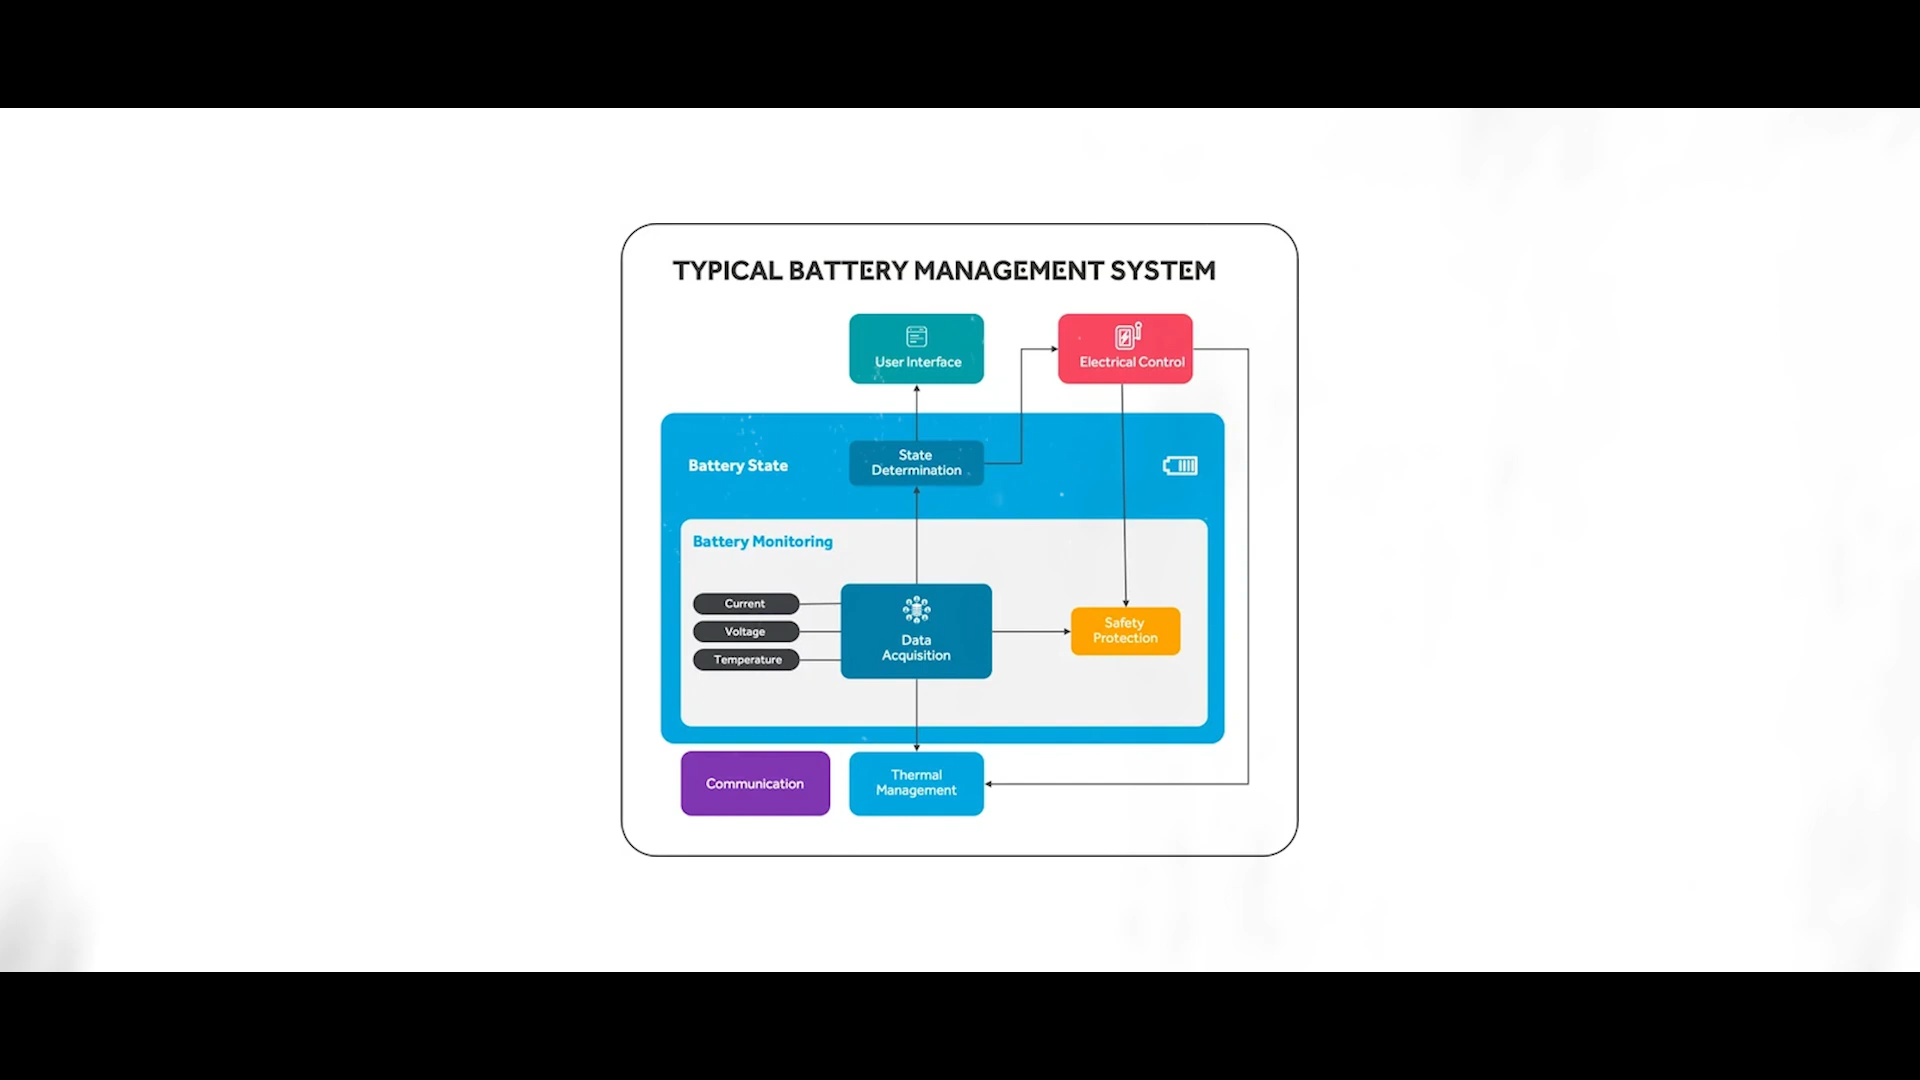 TYPICAL BATTERY MANAGEMENT SYSTEM
User Interface
Electrical Control
Battery State
State
Determination
Battery Monitoring
Current
Voltage
Temperature
Data
Acquisition
Safety
Protection
Communication
Thermal
Management